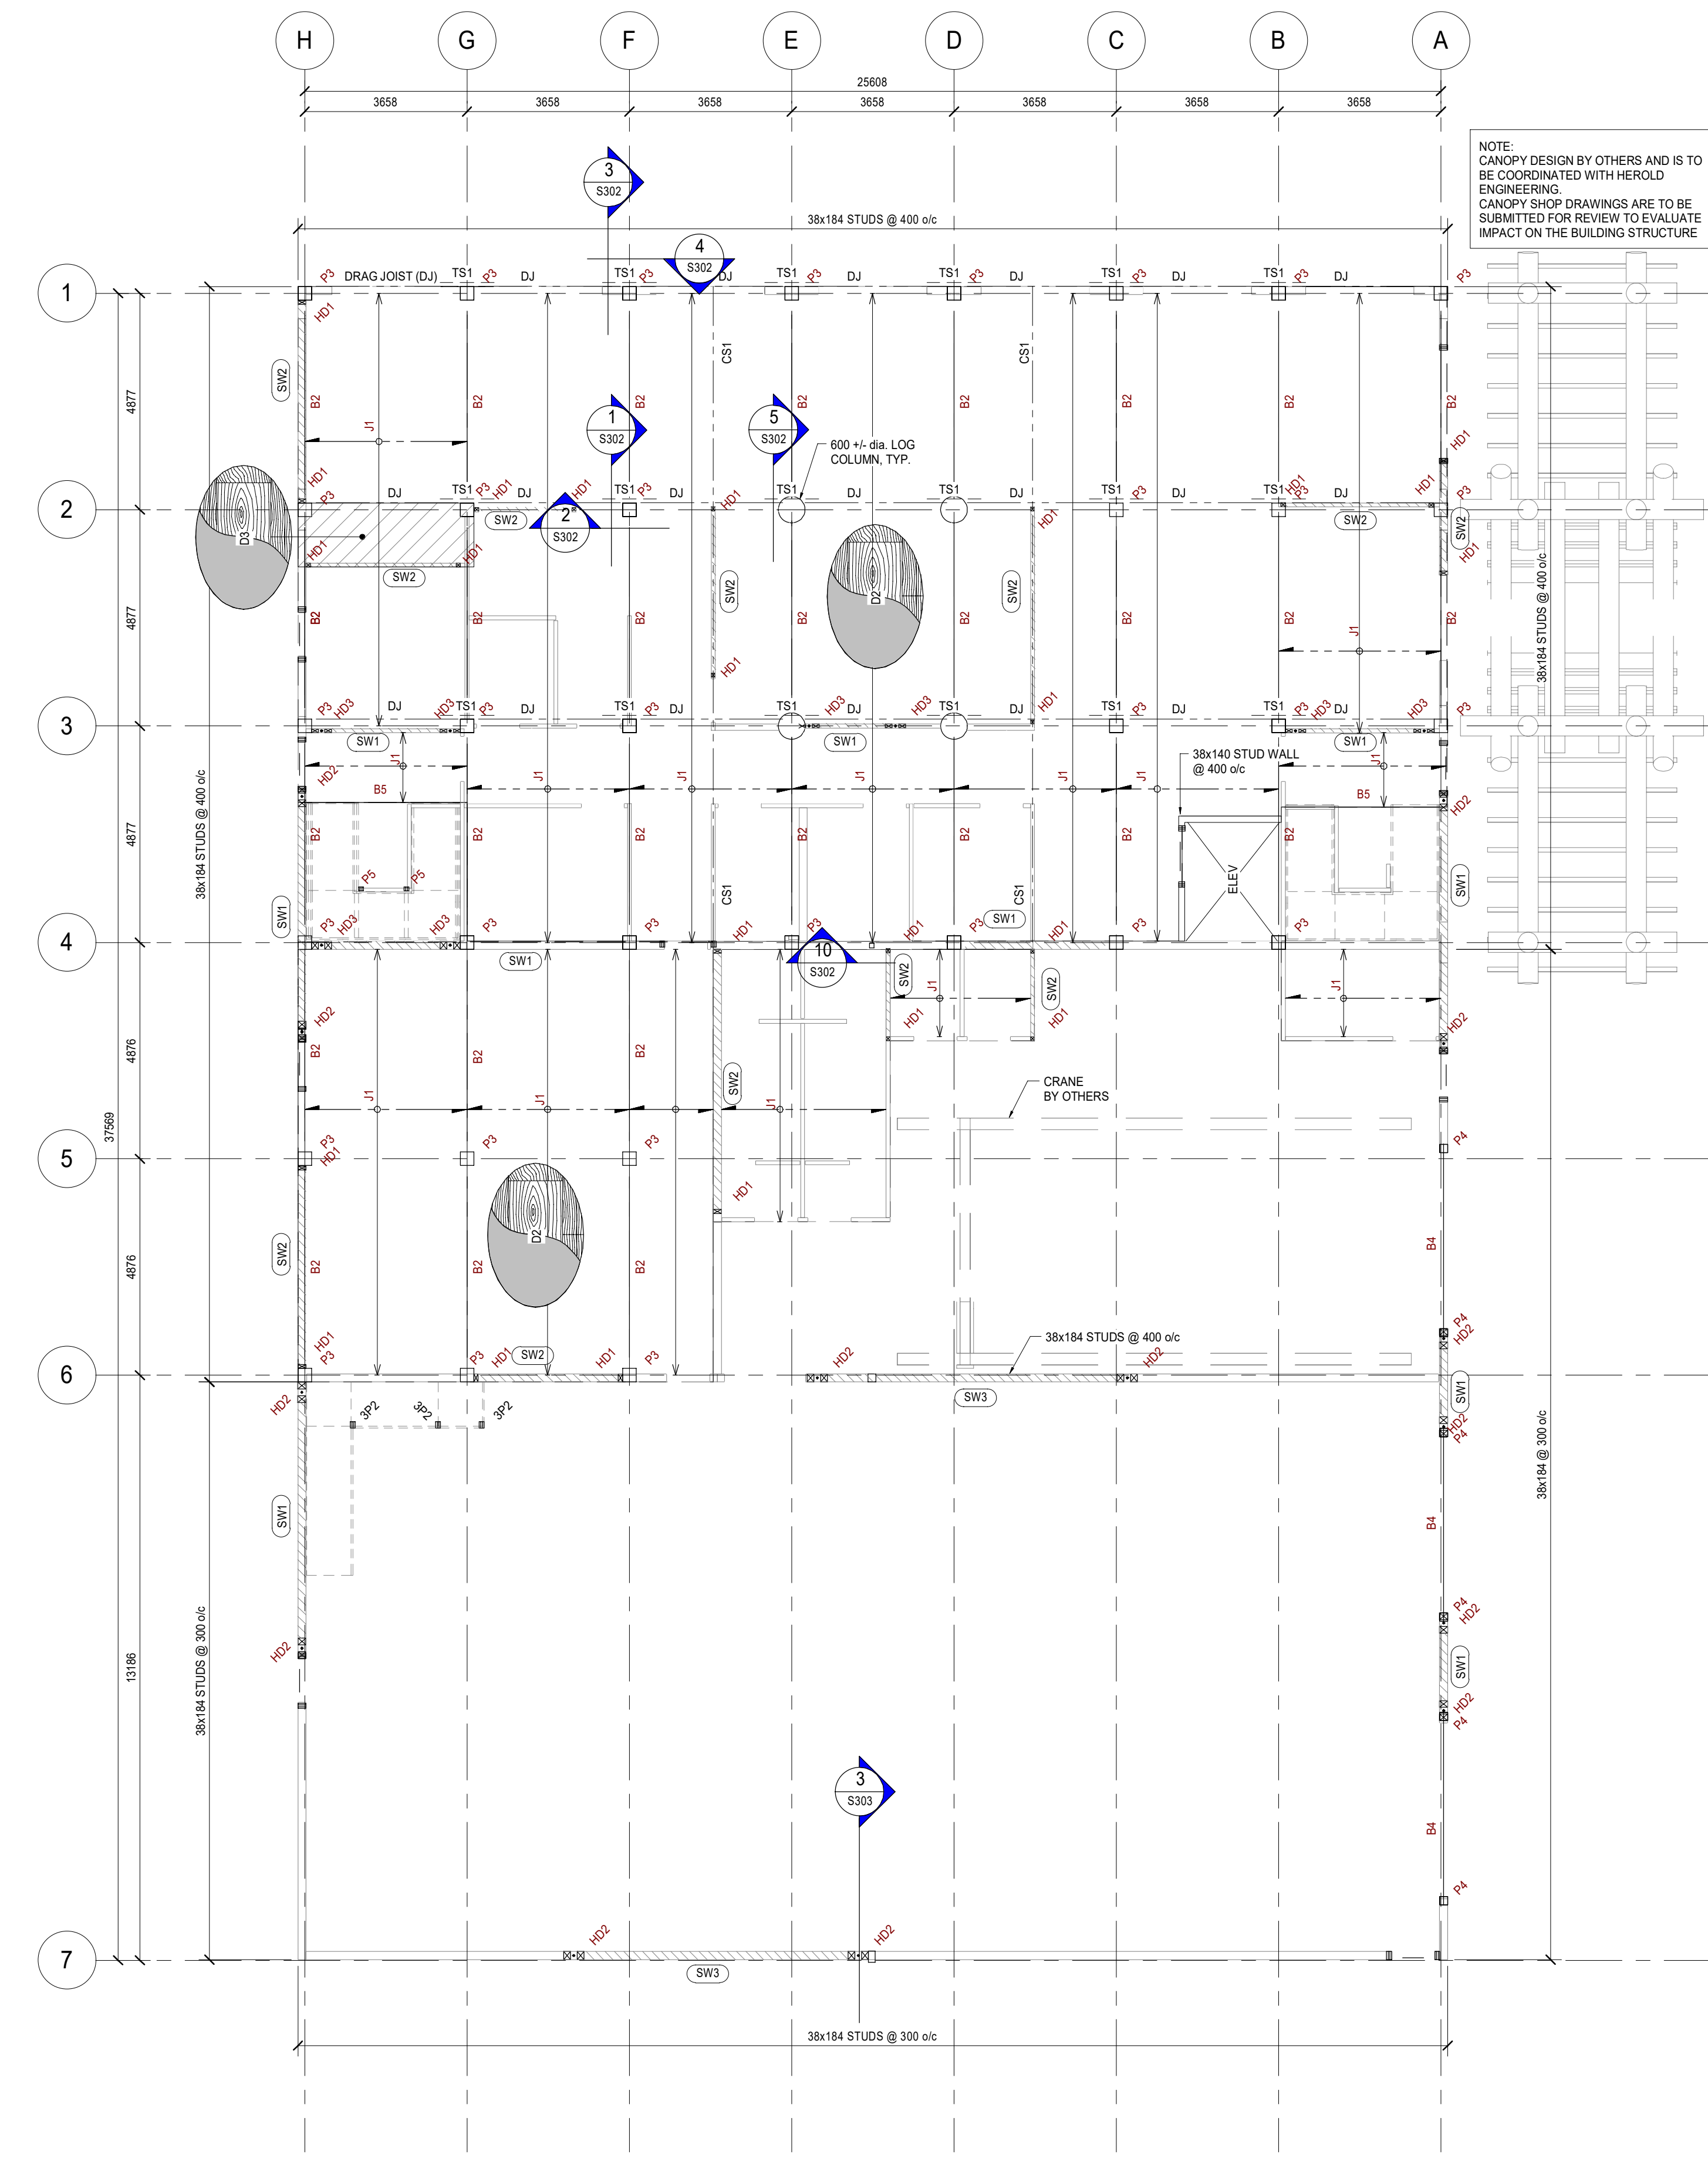 H G F E D C B A
25608
3658 3658 3658 3658 3658 3658 3658
NOTE:
CANOPY DESIGN BY OTHERS AND IS TO
BE COORDINATED WITH HEROLD
ENGINEERING.
CANOPY SHOP DRAWINGS ARE TO BE
SUBMITTED FOR REVIEW TO EVALUATE
IMPACT ON THE BUILDING STRUCTURE
3
S302
38x184 STUDS @ 400 o/c
4
S302
P3 DRAG JOIST (DJ) TS1 P3 DJ TS1 P3 DJ TS1 P3 DJ TS1 P3 DJ TS1 P3 DJ TS1 P3 DJ P3
1
HD1
CS1 CS1
SW2
4877
B2 B2 B2 B2 B2 B2 B2 B2
J1
1
S302
5
S302
600 +/- dia. LOG
COLUMN, TYP.
HD1
HD1 HD1 HD1 HD1 HD1
P3 DJ TS1 P3 DJ TS1 P3 DJ TS1 DJ TS1 DJ TS1 P3 DJ TS1 P3 DJ P3
2
HD1 HD1
SW2 SW2 SW2
2
S302
D3
HD1 HD1 HD1
SW2
SW2 SW2
D2
38x184 STUDS @ 400 o/c
4877
B2 B2 B2 B2 B2 B2 B2 B2
J1
HD1 HD1
P3 HD3 DJ HD3 TS1 P3 DJ TS1 P3 DJ TS1 HD3 DJ HD3 TS1 DJ TS1 P3 DJ TS1 P3 HD3 DJ HD3 P3
3
SW1 SW1 SW1
38x140 STUD WALL
@ 400 o/c
HD2 J1 J1 J1 J1 J1 J1 J1
B5 B5
HD2
4877
38x184 STUDS @ 400 o/c
B2 B2 B2 B2 B2 B2 B2
P5 P5
ELEV
CS1 CS1
SW1 SW1
SW1
P3 HD3 HD3 P3 P3 HD1 P3 HD1 P3 HD1 P3
4
SW1
10
S302
SW2 SW2
J1 J1
HD2 HD1 HD1 HD2
4876
B2 B2 B2
SW2
CRANE
BY OTHERS
J1 J1 J1
37569
P3 HD1 P3 P3 P4
5
HD1
D2
SW2
4876
B2 B2 B2 B4
HD1 P4 HD2
38x184 STUDS @ 400 o/c
P3 P3 HD1 SW2 HD1 P3 HD2 HD2
6
SW3
SW1
HD2 3P2 3P2 3P2 HD2 P4
38x184 @ 300 o/c
SW1
B4
P4 HD2
HD2
SW1
38x184 STUDS @ 300 o/c
13186
HD2 P4
3
S303
B4
P4
HD2 HD2
7
SW3
38x184 STUDS @ 300 o/c